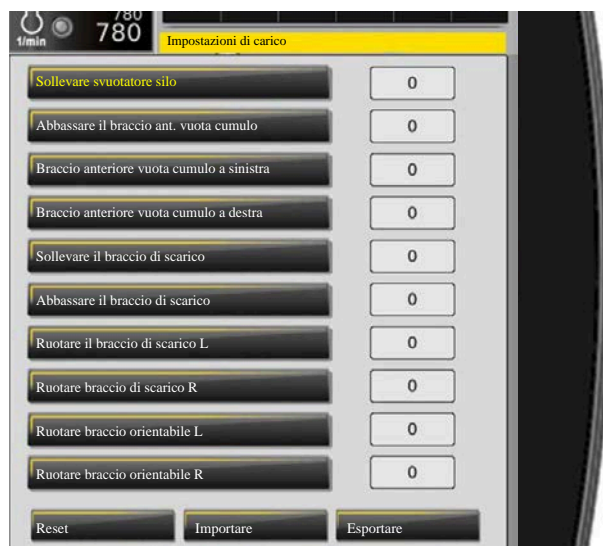 780
1/min 780
Impostazioni di carico
Sollevare svuotatore silo 0
Abbassare il braccio ant. vuota cumulo 0
Braccio anteriore vuota cumulo a sinistra 0
Braccio anteriore vuota cumulo a destra 0
Sollevare il braccio di scarico 0
Abbassare il braccio di scarico 0
Ruotare il braccio di scarico L 0
Ruotare braccio di scarico R 0
Ruotare braccio orientabile L 0
Ruotare braccio orientabile R 0
Reset Importare Esportare